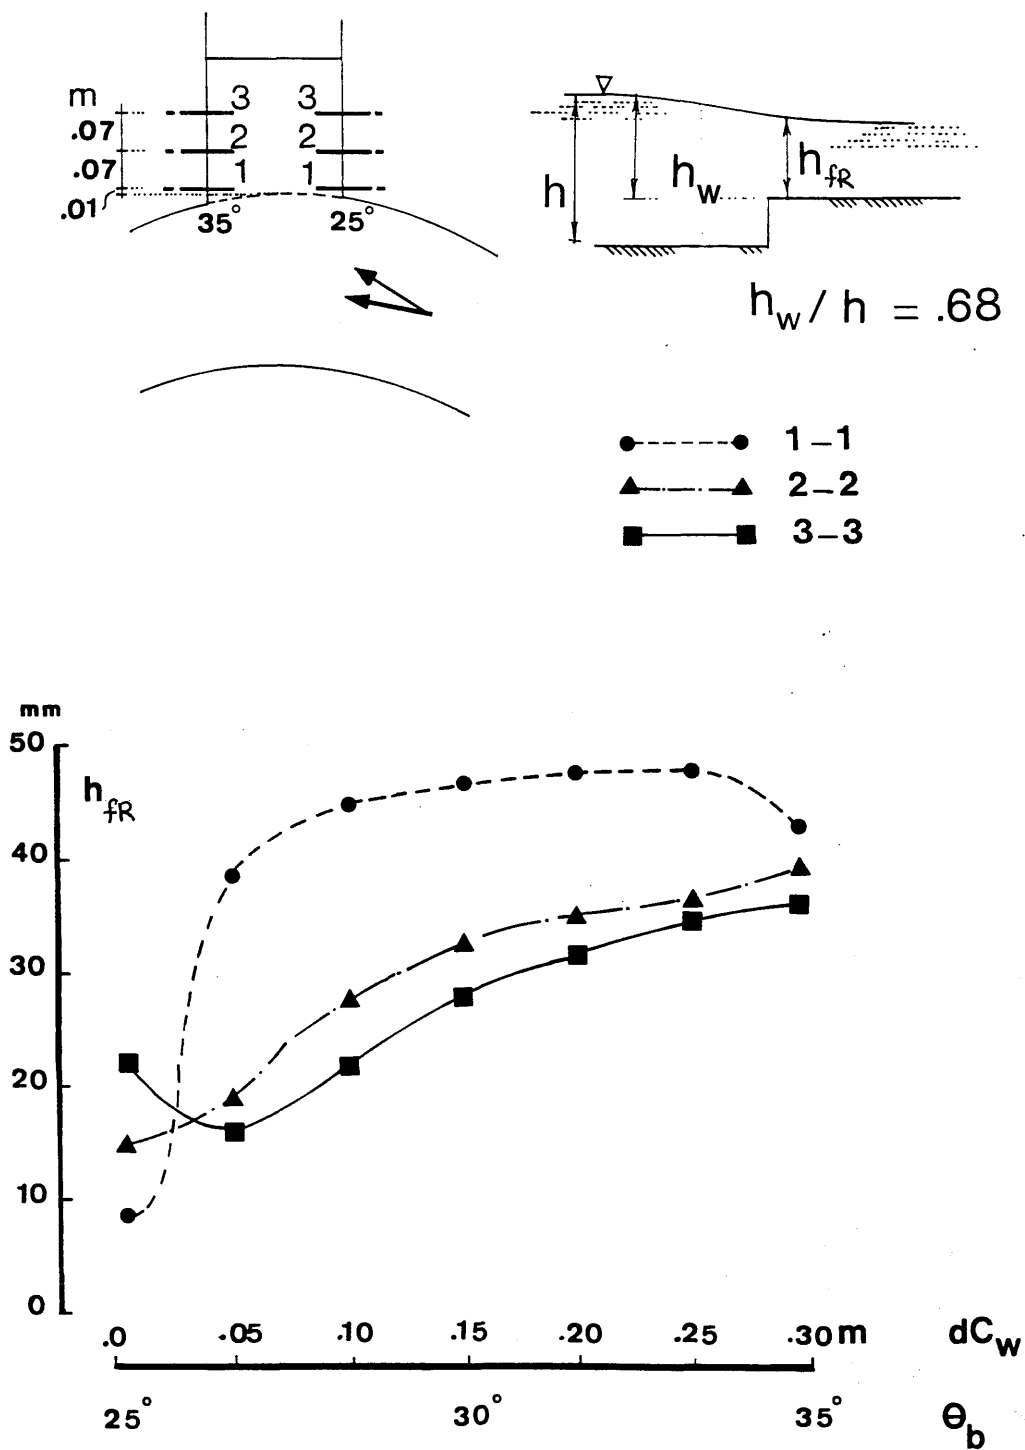 m
3 3
.07
2 2
.07
1 1
.01
35° 25°
h
h_w
h_fR
h_w / h = .68
1–1
2–2
3–3
mm
50
h_fR
40
30
20
10
0
.0 .05 .10 .15 .20 .25 .30 m dC_w
25° 30° 35° Θ_b